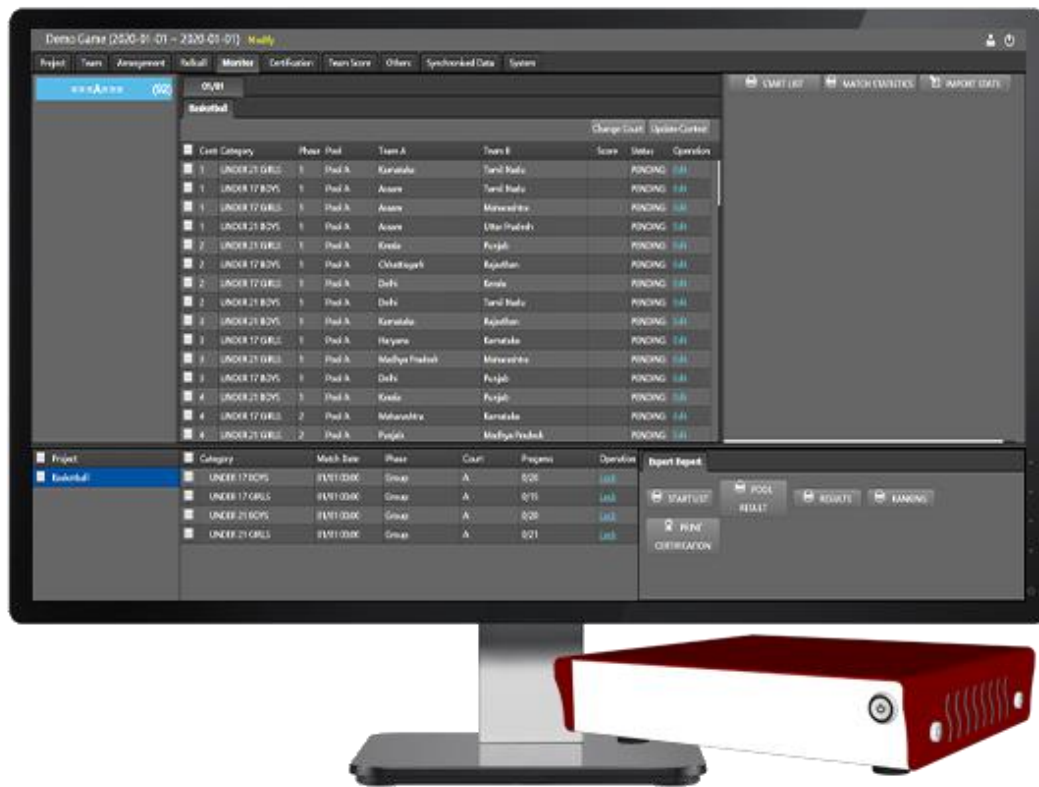 Demo Game (2020-01-01 ~ 2020-01-01) Modify
Project Team Arrangement Rollcall Monitor Certification Team Score Others Synchronised Data System
===A=== (92)
01/01
START LIST MATCH STATISTICS IMPORT STATS
Basketball
Change Court Update Contest
Cont Category Phase Pool Team A Team B Score Status Operation
1 UNDER 21 GIRLS 1 Pool A Karnataka Tamil Nadu PENDING Edit
1 UNDER 17 BOYS 1 Pool A Assam Tamil Nadu PENDING Edit
1 UNDER 17 GIRLS 1 Pool A Assam Maharashtra PENDING Edit
1 UNDER 21 BOYS 1 Pool A Assam Uttar Pradesh PENDING Edit
2 UNDER 21 GIRLS 1 Pool A Kerala Punjab PENDING Edit
2 UNDER 17 BOYS 1 Pool A Chhattisgarh Rajasthan PENDING Edit
2 UNDER 17 GIRLS 1 Pool A Delhi Kerala PENDING Edit
2 UNDER 21 BOYS 1 Pool A Delhi Tamil Nadu PENDING Edit
3 UNDER 21 BOYS 1 Pool A Karnataka Rajasthan PENDING Edit
3 UNDER 17 GIRLS 1 Pool A Haryana Karnataka PENDING Edit
3 UNDER 21 GIRLS 1 Pool A Madhya Pradesh Maharashtra PENDING Edit
3 UNDER 17 BOYS 1 Pool A Delhi Punjab PENDING Edit
4 UNDER 21 BOYS 1 Pool A Kerala Punjab PENDING Edit
4 UNDER 17 GIRLS 2 Pool A Maharashtra Karnataka PENDING Edit
4 UNDER 21 GIRLS 2 Pool A Punjab Madhya Pradesh PENDING Edit
Project
Basketball
Category Match Date Phase Court Progress Operation
UNDER 17 BOYS 01/01 00:00 Group A 0/20 Lock
UNDER 17 GIRLS 01/01 00:00 Group A 0/15 Lock
UNDER 21 BOYS 01/01 00:00 Group A 0/20 Lock
UNDER 21 GIRLS 01/01 00:00 Group A 0/21 Lock
Export Report
STARTLIST POOL RESULT RESULTS RANKING
PRINT CERTIFICATION